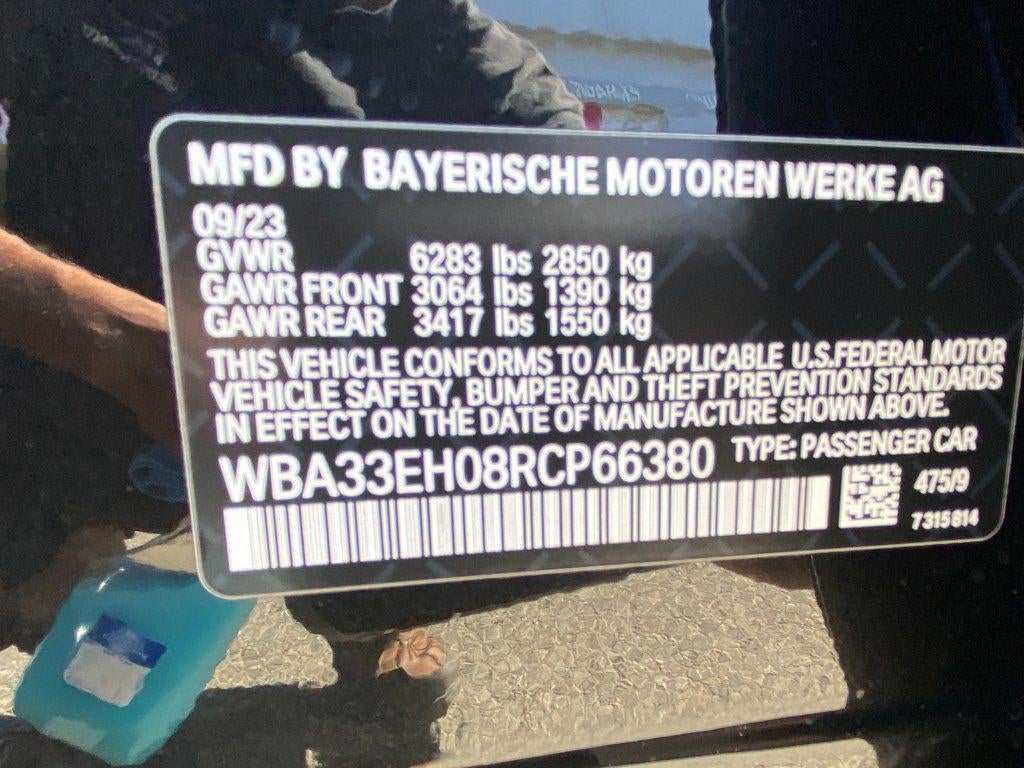 MFD BY BAYERISCHE MOTOREN WERKE AG
09/23
GVWR 6283 lbs 2850 kg
GAWR FRONT 3064 lbs 1390 kg
GAWR REAR 3417 lbs 1550 kg
THIS VEHICLE CONFORMS TO ALL APPLICABLE U.S.FEDERAL MOTOR
VEHICLE SAFETY, BUMPER AND THEFT PREVENTION STANDARDS
IN EFFECT ON THE DATE OF MANUFACTURE SHOWN ABOVE.
WBA33EH08RCP66380 TYPE: PASSENGER CAR
475/9
7315814